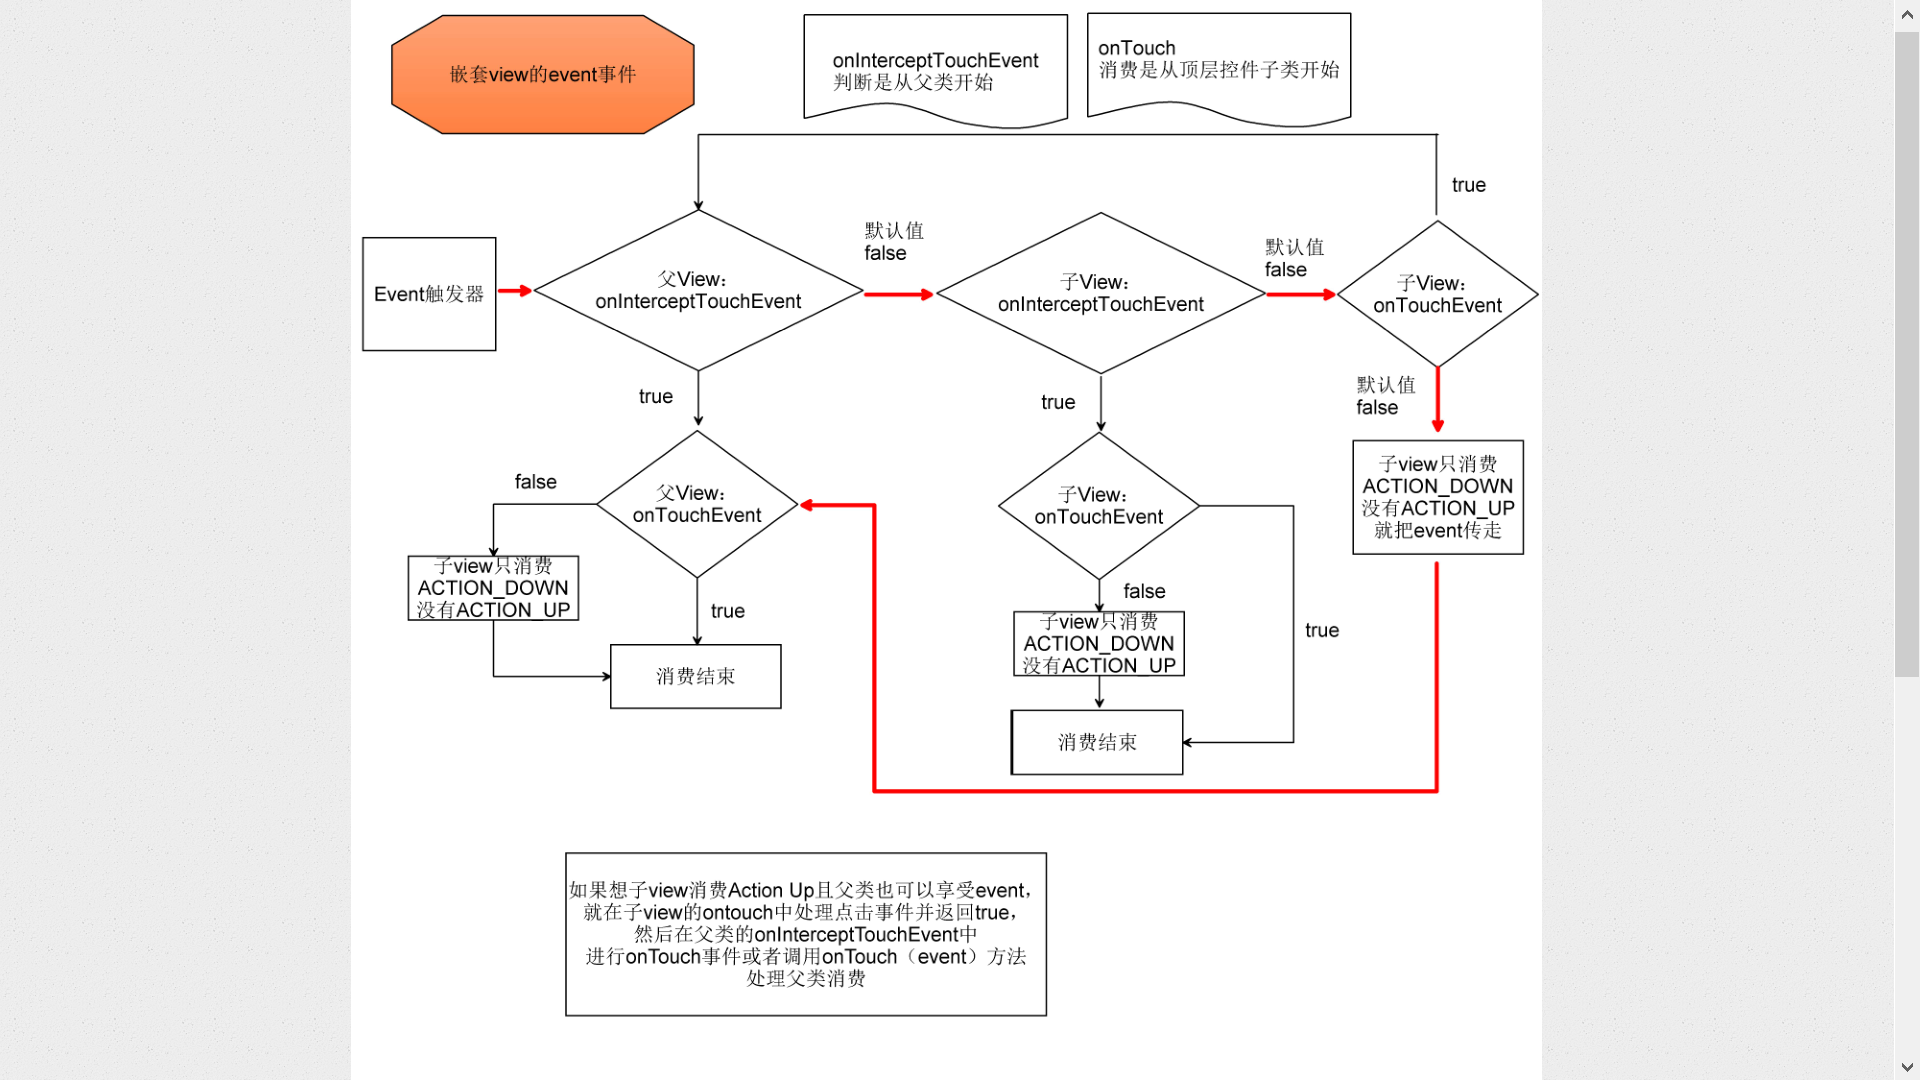 嵌套view的event事件
onInterceptTouchEvent
判断是从父类开始
onTouch
消费是从顶层控件子类开始
true
默认值
false
默认值
false
Event触发器
父View：
onInterceptTouchEvent
子View：
onInterceptTouchEvent
子View：
onTouchEvent
true
true
默认值
false
false
父View：
onTouchEvent
子View：
onTouchEvent
子view只消费
ACTION_DOWN
没有ACTION_UP
就把event传走
子view只消费
ACTION_DOWN
没有ACTION_UP
true
false
子view只消费
ACTION_DOWN
没有ACTION_UP
true
消费结束
消费结束
如果想子view消费Action Up且父类也可以享受event，
就在子view的ontouch中处理点击事件并返回true，
然后在父类的onInterceptTouchEvent中
进行onTouch事件或者调用onTouch（event）方法
处理父类消费